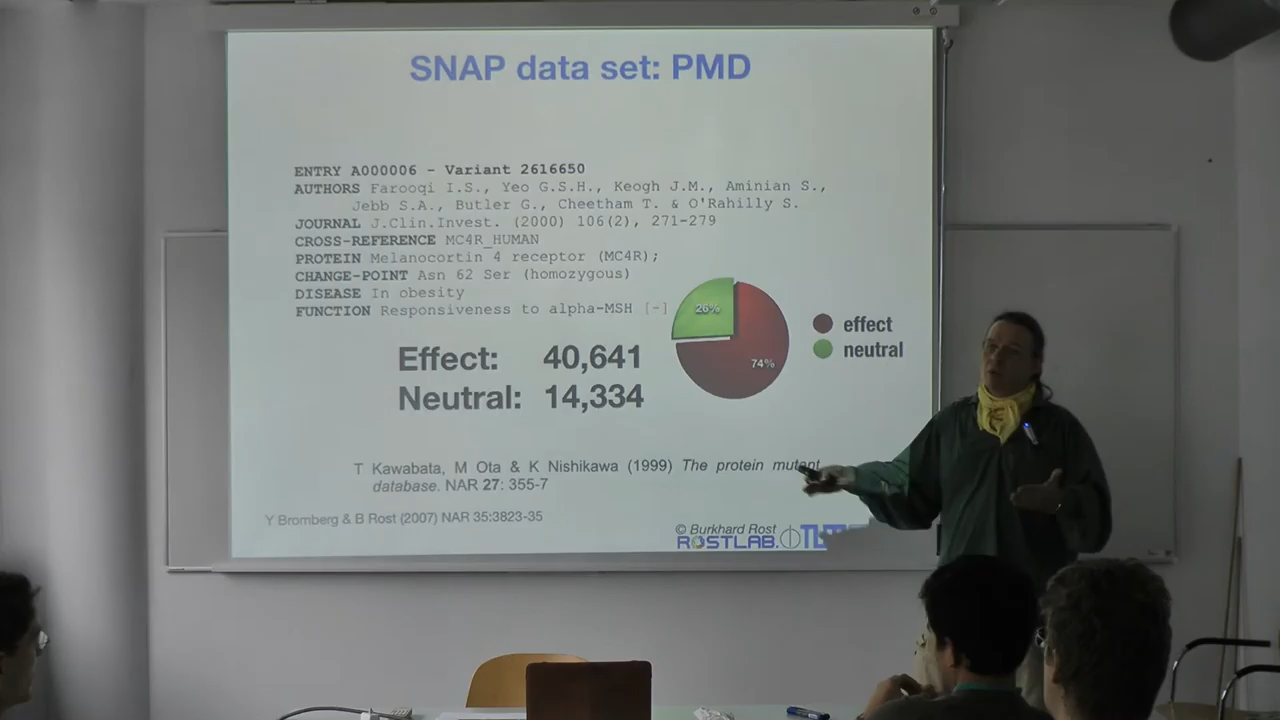 SNAP data set: PMD
ENTRY A000006 - Variant 2616650
AUTHORS Farooqi I.S., Yeo G.S.H., Keogh J.M., Aminian S.,
Jebb S.A., Butler G., Cheetham T. & O'Rahilly S.
JOURNAL J.Clin.Invest. (2000) 106(2), 271-279
CROSS-REFERENCE MC4R_HUMAN
PROTEIN Melanocortin 4 receptor (MC4R);
CHANGE-POINT Asn 62 Ser (homozygous)
DISEASE In obesity
FUNCTION Responsiveness to alpha-MSH [-]
26%
74%
effect
neutral
Effect: 40,641
Neutral: 14,334
T Kawabata, M Ota & K Nishikawa (1999) The protein mutant
database. NAR 27: 355-7
Y Bromberg & B Rost (2007) NAR 35:3823-35
© Burkhard Rost
ROSTLAB.